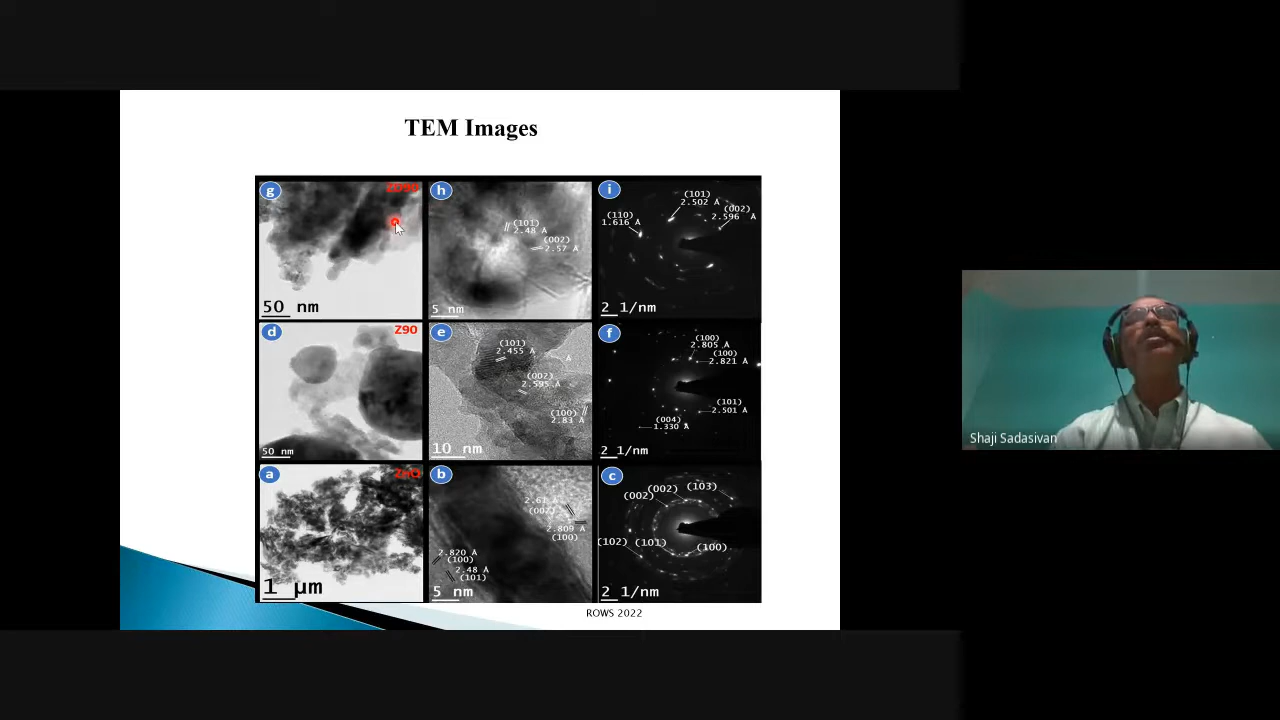 TEM Images
g
50 nm
h
(101)
2.48 A
(002)
2.57 A
5 nm
i
(101)
2.502 A
(002)
2.596 A
(110)
1.616 A
2 1/nm
d
Z90
50 nm
e
(101)
2.455 A
(002)
2.595 A
(100)
2.83 A
10 nm
f
(100)
2.805 A
(100)
2.821 A
(101)
2.501 A
(004)
1.330 A
2 1/nm
a
ZnO
1 µm
b
2.61 A
(002)
2.809 A
(100)
2.820 A
(100)
2.48 A
(101)
5 nm
c
(002)
(002)
(103)
(102)
(101)
(100)
2 1/nm
ROWS 2022
Shaji Sadasivan